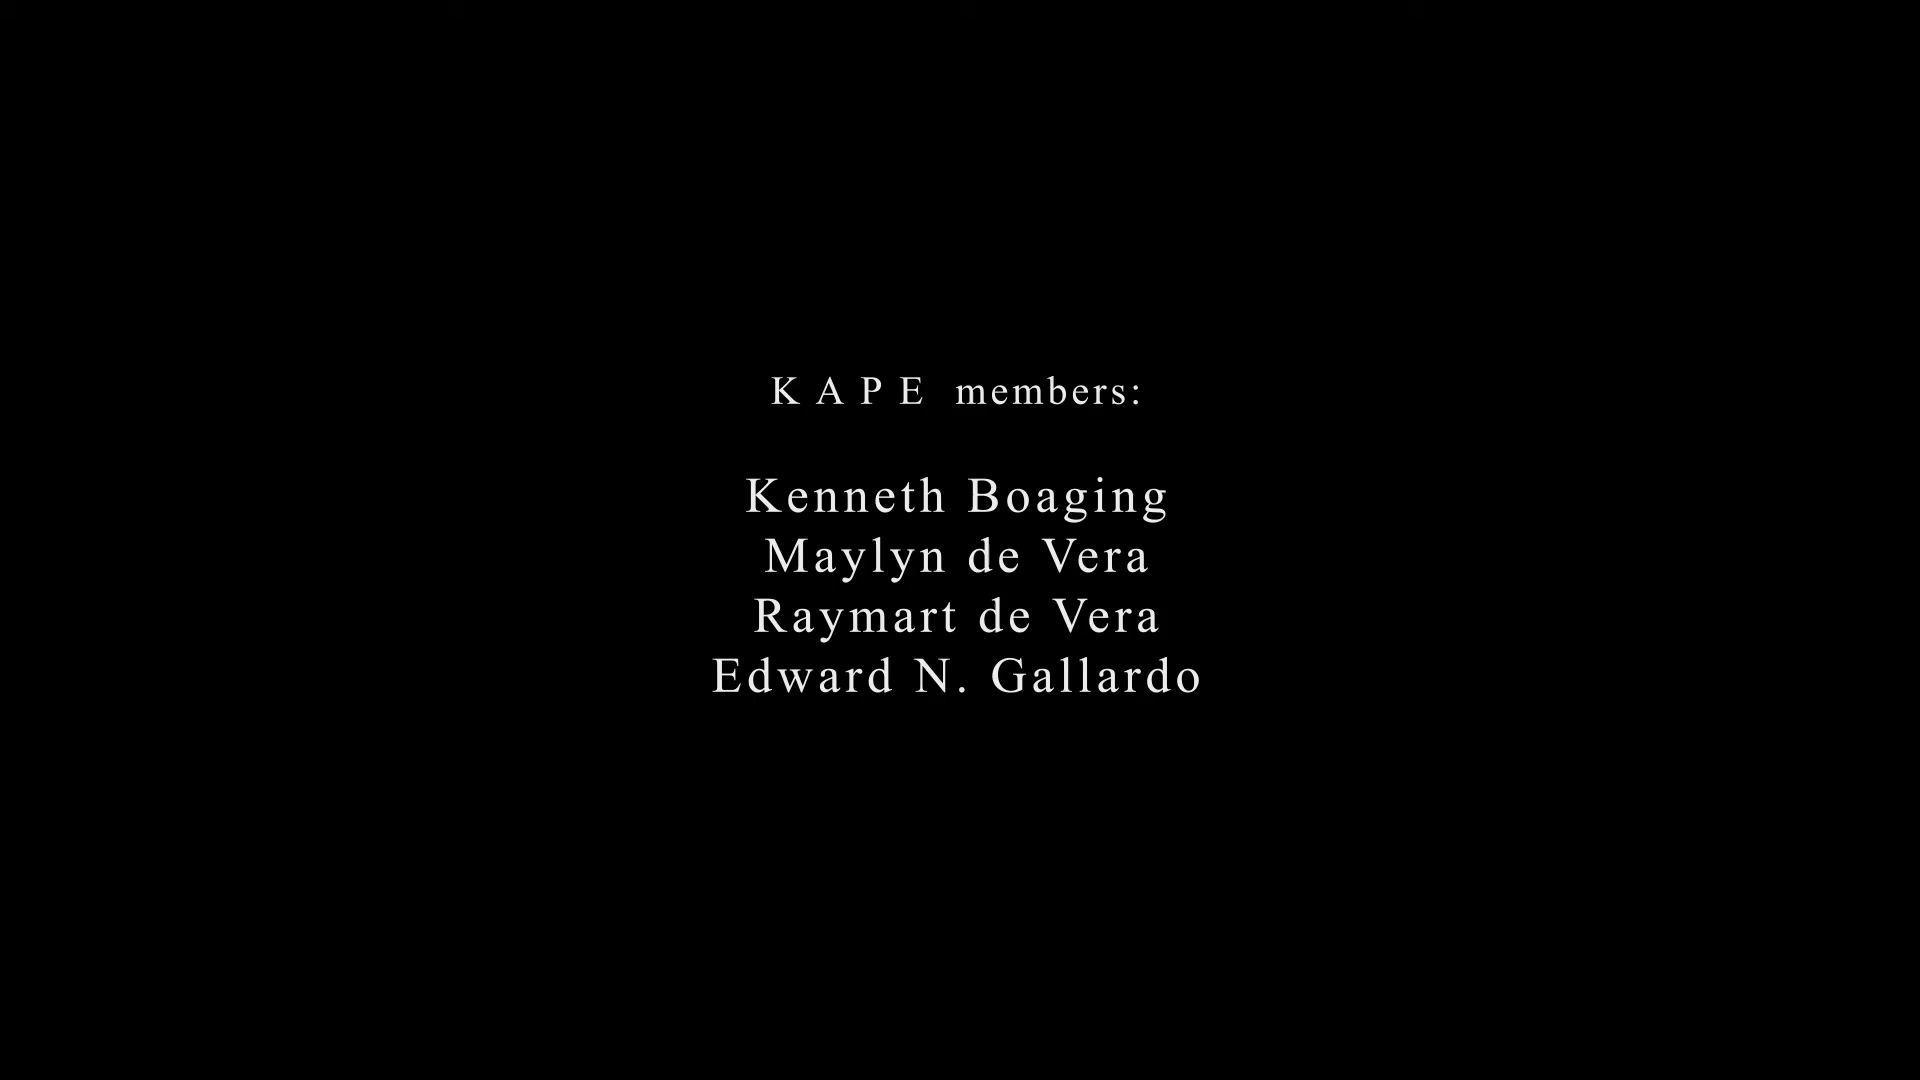 K A P E members:
Kenneth Boaging
Maylyn de Vera
Raymart de Vera
Edward N. Gallardo